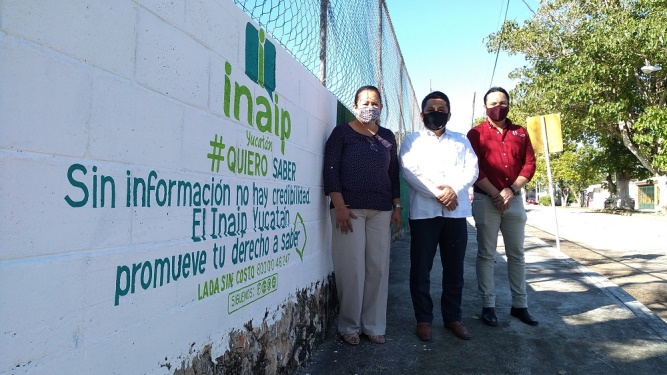 inaip
Yucatán
#QUIERO SABER
Sin información no hay credibilidad.
El Inaip Yucatán
promueve tu derecho a saber
LADA SIN COSTO 800 00 46 247
SIGUENOS: